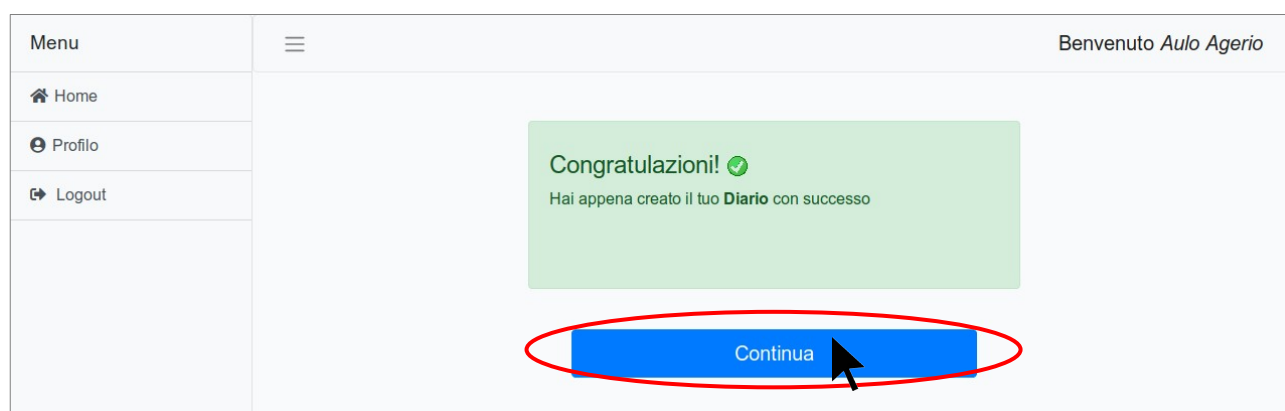 Menu
Benvenuto Aulo Agerio
Home
Profilo
Logout
Congratulazioni!
Hai appena creato il tuo Diario con successo
Continua